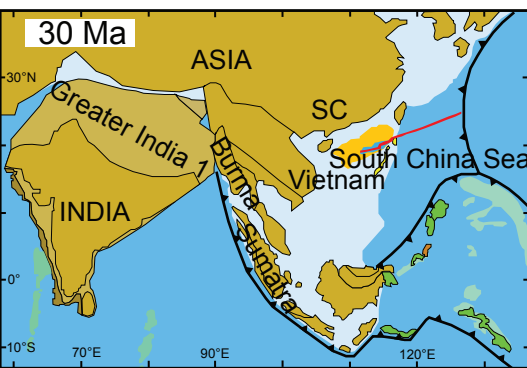 30 Ma
ASIA
30°N
Greater India 1
SC
South China Sea
Burma
Vietnam
INDIA
Sumatra
0°
10°S
70°E
90°E
120°E